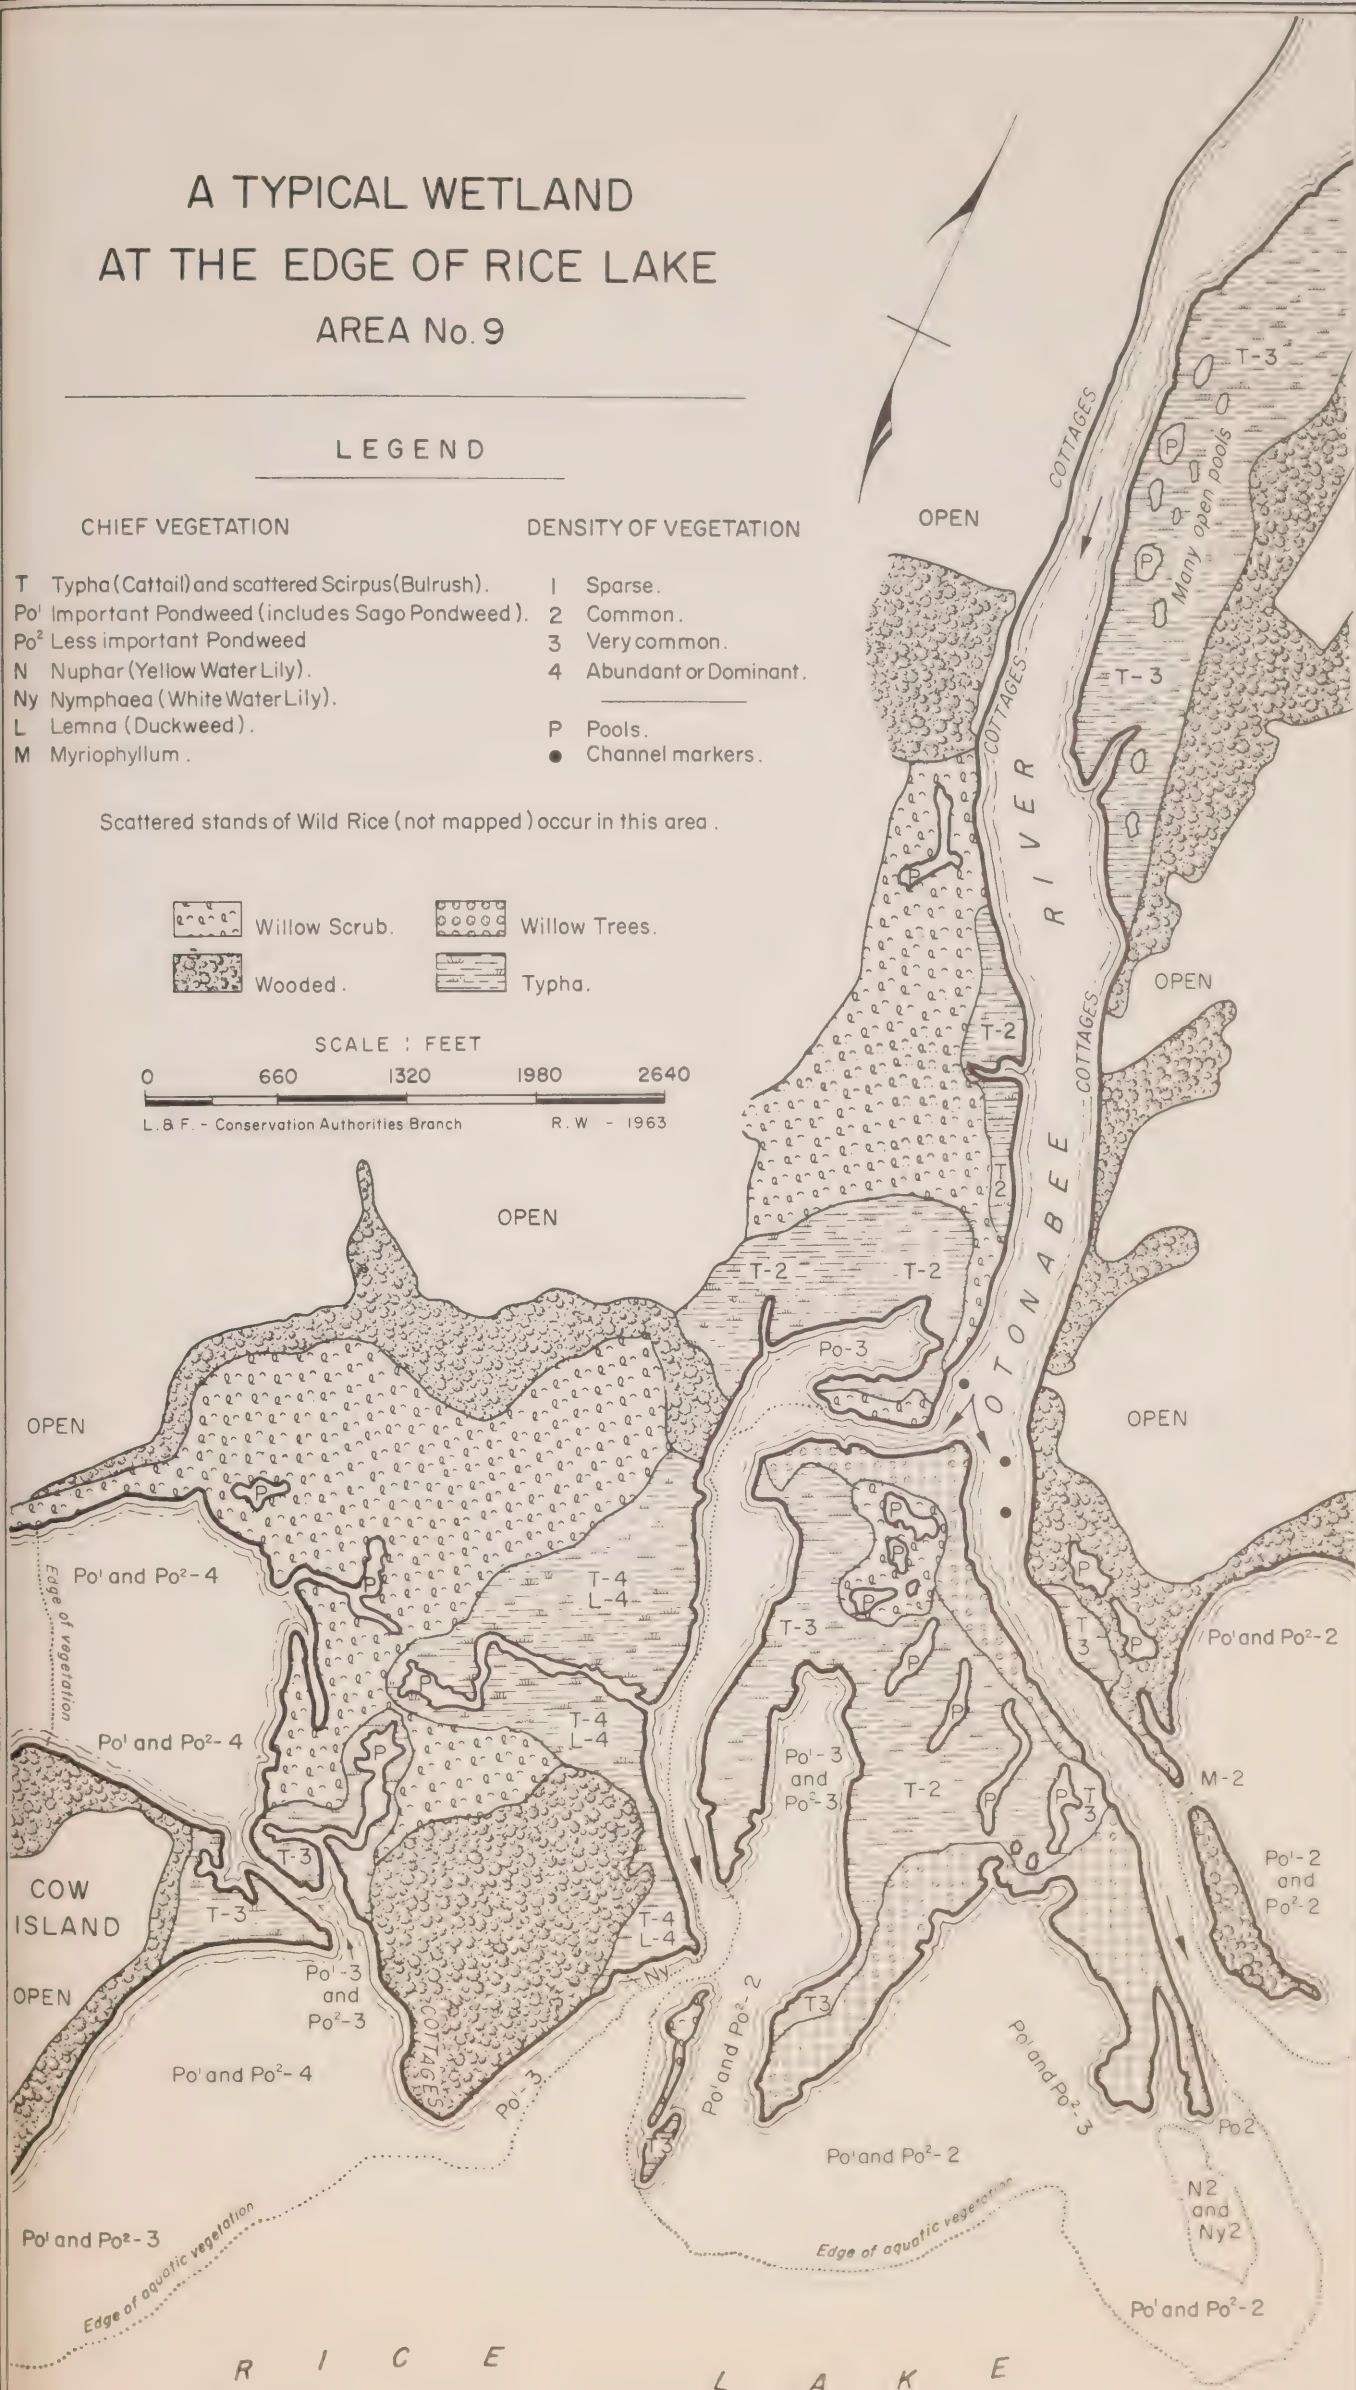 A TYPICAL WETLAND
AT THE EDGE OF RICE LAKE
AREA No. 9
LEGEND
CHIEF VEGETATION
T Typha (Cattail) and scattered Scirpus (Bulrush).
Po¹ Important Pondweed (includes Sago Pondweed).
Po² Less important Pondweed
N Nuphar (Yellow Water Lily).
Ny Nymphaea (White Water Lily).
L Lemna (Duckweed).
M Myriophyllum.
DENSITY OF VEGETATION
1 Sparse.
2 Common.
3 Very common.
4 Abundant or Dominant.
P Pools.
Channel markers.
Scattered stands of Wild Rice (not mapped) occur in this area.
Willow Scrub.
Willow Trees.
Wooded.
Typha.
SCALE : FEET
0 660 1320 1980 2640
L. & F. - Conservation Authorities Branch R. W - 1963
COTTAGES
T-3
P
Many open pools
P
OPEN
COTTAGES
T-3
P
OTONABEE RIVER
OPEN
T-2
COTTAGES
T
2
OPEN
T-2
T-2
Po-3
OPEN
OPEN
P
P
P
P
P
Po¹ and Po²-4
Edge of vegetation
P
T-4
L-4
T-3
P
T
3
P
Po¹ and Po²-2
P
P
T-4
L-4
Po¹ and Po²-4
P
Po¹-3
and
Po²-3
T-2
P
P
T
3
M-2
T-3
COW
ISLAND
T-3
T-4
L-4
Po¹-2
and
Po²-2
OPEN
Po¹-3
and
Po²-3
Ny
T3
COTTAGES
Po¹ and Po²-4
Po¹-3
Po¹ and Po²-2
Po¹ and Po²-3
T3
Po2
Po¹ and Po²-2
N2
and
Ny2
Po¹ and Po²-3
Edge of aquatic vegetation
Edge of aquatic vegetation
Po¹ and Po²-2
RICE LAKE